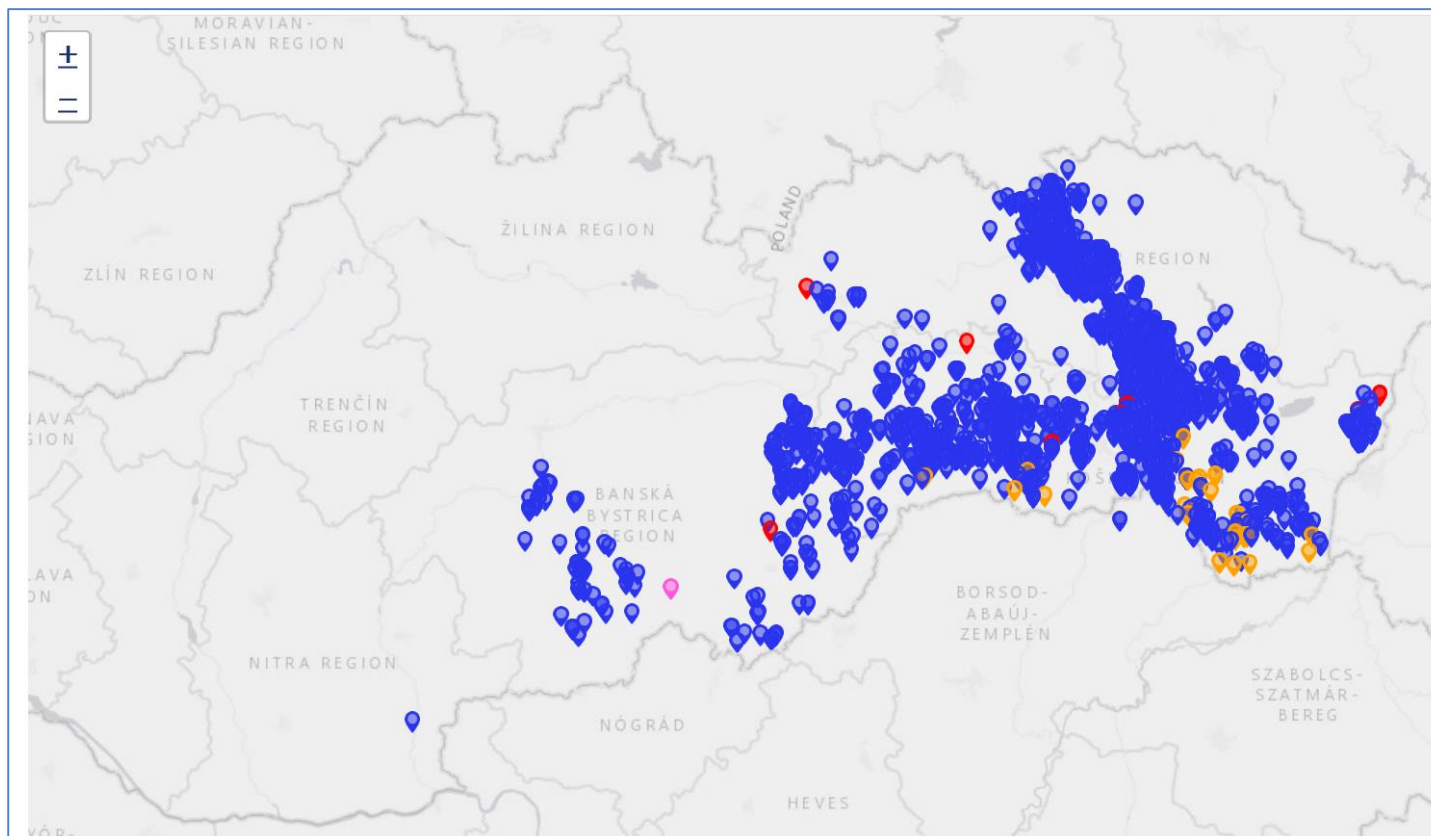 MORAVIAN-
SILESIAN REGION
+
−
POLAND
ŽILINA REGION
REGION
ZLÍN REGION
TRENČÍN
REGION
BANSKÁ
BYSTRICA
REGION
BORSOD-
ABAÚJ-
ZEMPLÉN
NITRA REGION
SZABOLCS-
SZATMÁR-
BEREG
NÓGRÁD
HEVES